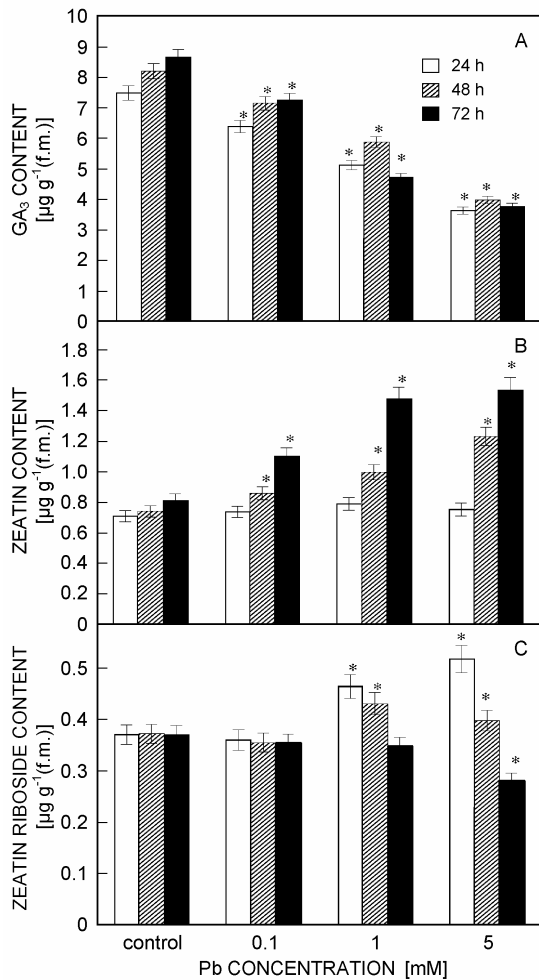 A
24 h
48 h
72 h
GA₃ CONTENT
[µg g⁻¹(f.m.)]
10
9
8
7
6
5
4
3
2
1
0
* * *
* * *
* * *
B
ZEATIN CONTENT
[µg g⁻¹(f.m.)]
1.8
1.6
1.4
1.2
1.0
0.8
0.6
0.4
0.2
0
* *
* *
* *
C
ZEATIN RIBOSIDE CONTENT
[µg g⁻¹(f.m.)]
0.5
0.4
0.3
0.2
0.1
0
* *
* * *
control 0.1 1 5
Pb CONCENTRATION [mM]